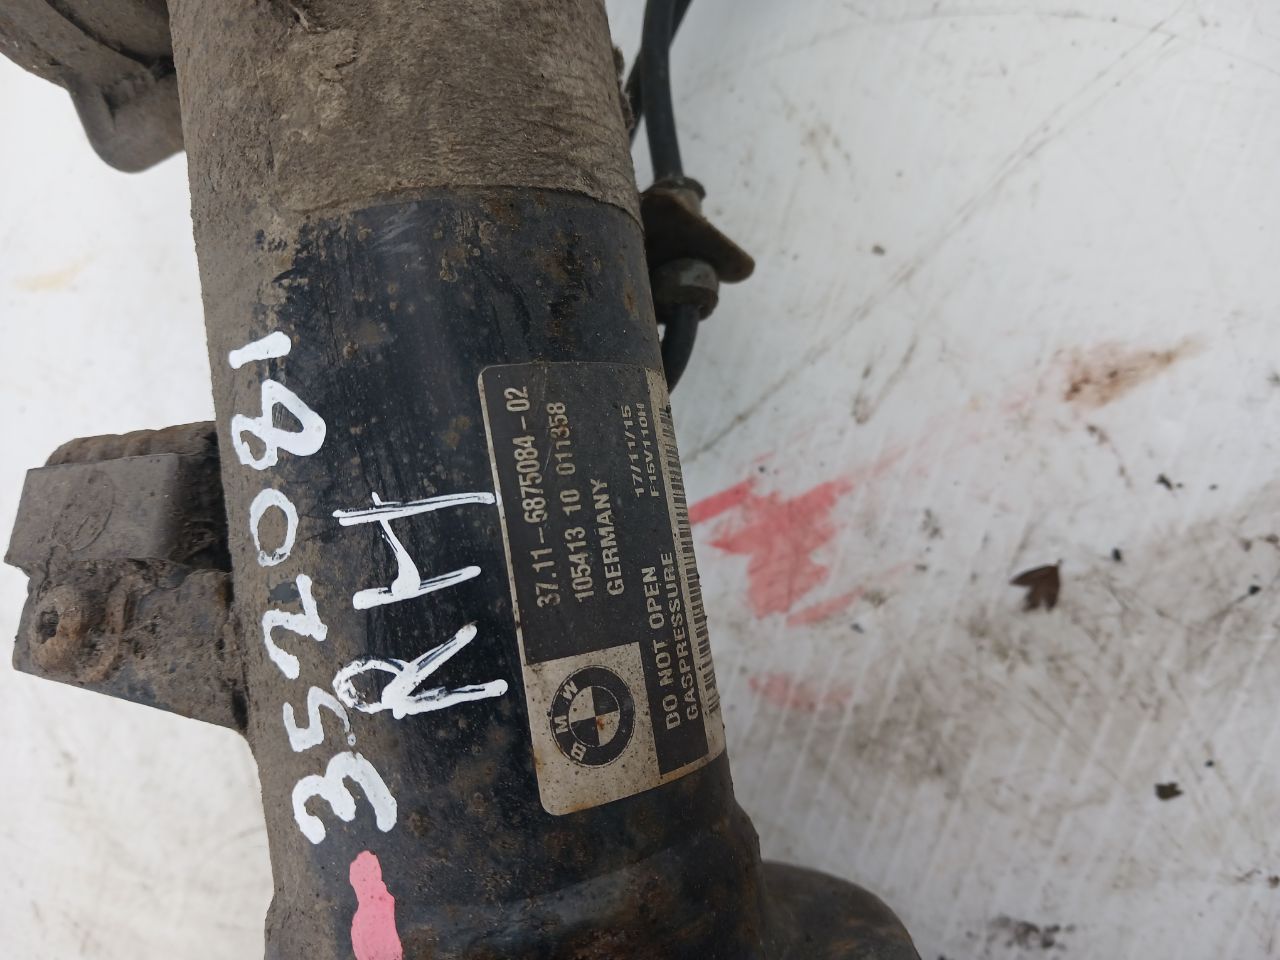 352081
RH
37.11-6875084-02
105413 10 011358
GERMANY
17/11/15
F15V110H
DO NOT OPEN
GASPRESSURE
BMW